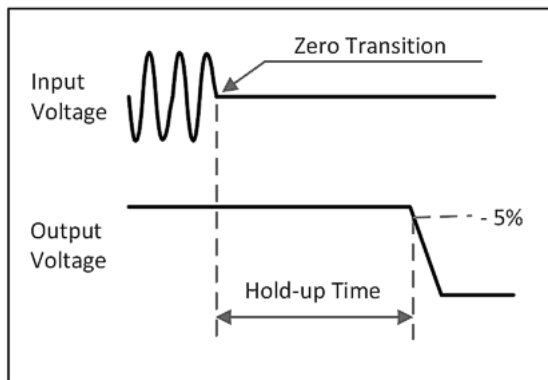 Zero Transition
Input
Voltage
- 5%
Output
Voltage
Hold-up Time